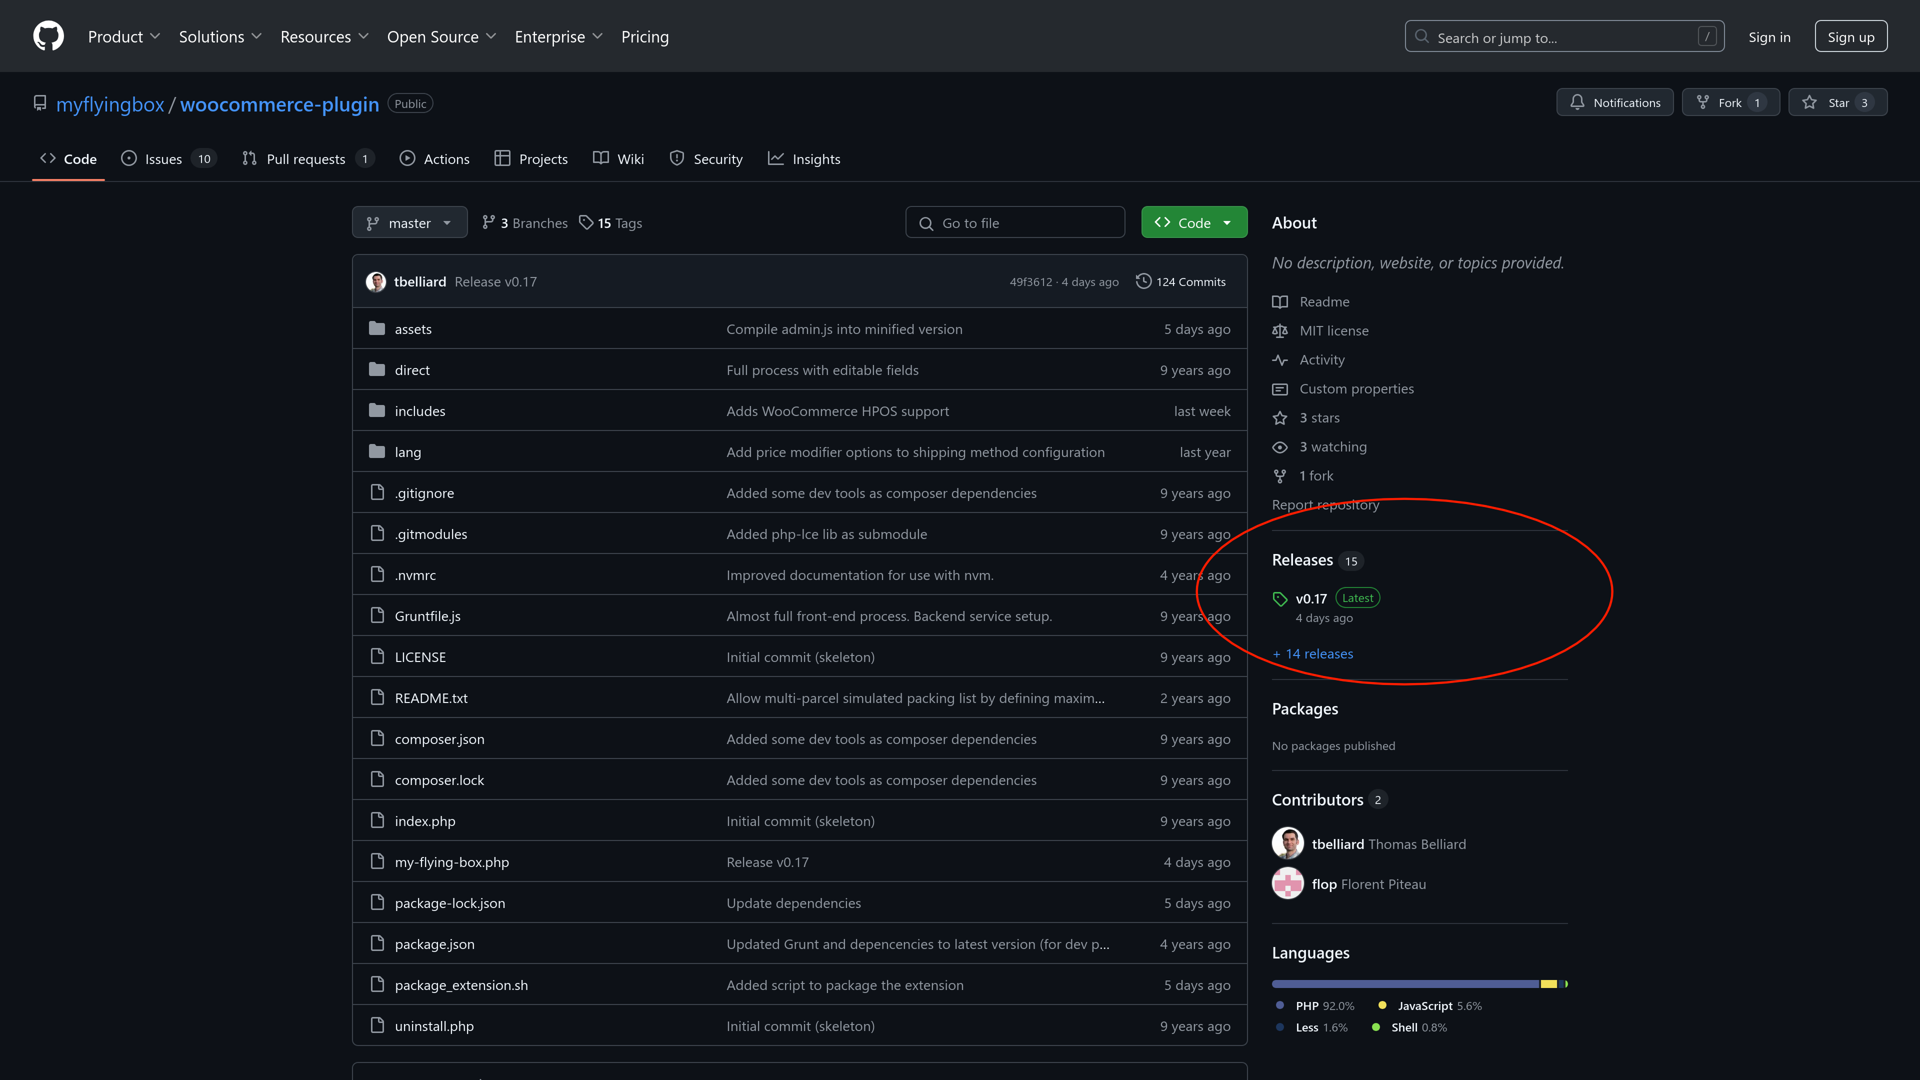 Product Solutions Resources Open Source Enterprise Pricing Search or jump to... / Sign in Sign up
myflyingbox / woocommerce-plugin Public Notifications Fork 1 Star 3
Code Issues 10 Pull requests 1 Actions Projects Wiki Security Insights
master 3 Branches 15 Tags Go to file Code
tbelliard Release v0.17 49f3612 · 4 days ago 124 Commits
assets Compile admin.js into minified version 5 days ago
direct Full process with editable fields 9 years ago
includes Adds WooCommerce HPOS support last week
lang Add price modifier options to shipping method configuration last year
.gitignore Added some dev tools as composer dependencies 9 years ago
.gitmodules Added php-lce lib as submodule 9 years ago
.nvmrc Improved documentation for use with nvm. 4 years ago
Gruntfile.js Almost full front-end process. Backend service setup. 9 years ago
LICENSE Initial commit (skeleton) 9 years ago
README.txt Allow multi-parcel simulated packing list by defining maxim... 2 years ago
composer.json Added some dev tools as composer dependencies 9 years ago
composer.lock Added some dev tools as composer dependencies 9 years ago
index.php Initial commit (skeleton) 9 years ago
my-flying-box.php Release v0.17 4 days ago
package-lock.json Update dependencies 5 days ago
package.json Updated Grunt and depencencies to latest version (for dev p... 4 years ago
package_extension.sh Added script to package the extension 5 days ago
uninstall.php Initial commit (skeleton) 9 years ago
About
No description, website, or topics provided.
Readme
MIT license
Activity
Custom properties
3 stars
3 watching
1 fork
Report repository
Releases 15
v0.17 Latest
4 days ago
+ 14 releases
Packages
No packages published
Contributors 2
tbelliard Thomas Belliard
flop Florent Piteau
Languages
PHP 92.0% JavaScript 5.6%
Less 1.6% Shell 0.8%